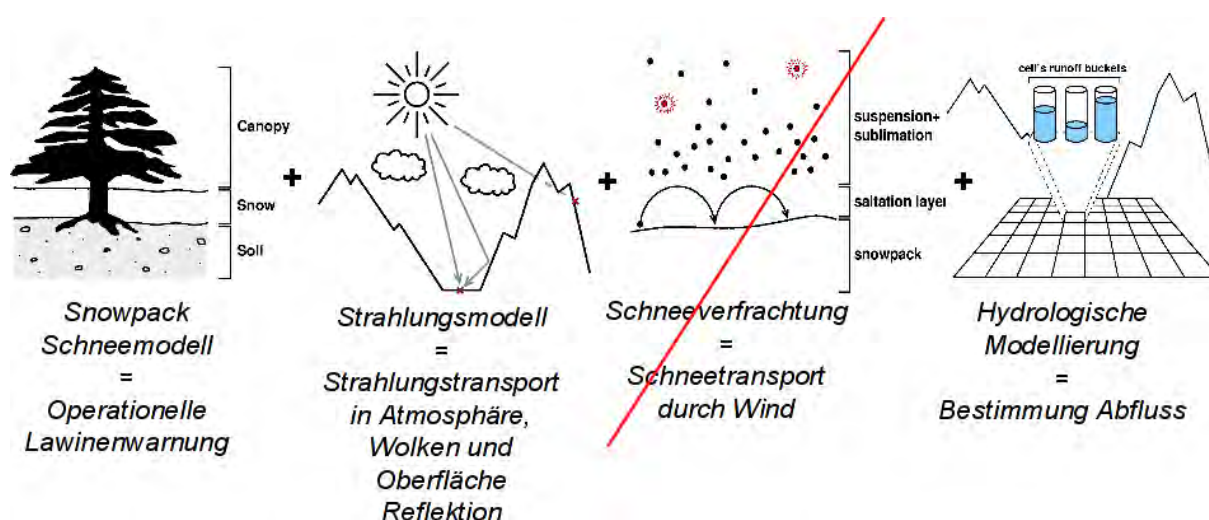 Canopy
Snow
Soil
Snowpack
Schneemodell
=
Operationelle
Lawinenwarnung
+
Strahlungsmodell
=
Strahlungstransport
in Atmosphäre,
Wolken und
Oberfläche
Reflektion
+
suspension+
sublimation
saltation layer
snowpack
Schneeverfrachtung
=
Schneetransport
durch Wind
+
cell's runoff buckets
Hydrologische
Modellierung
=
Bestimmung Abfluss